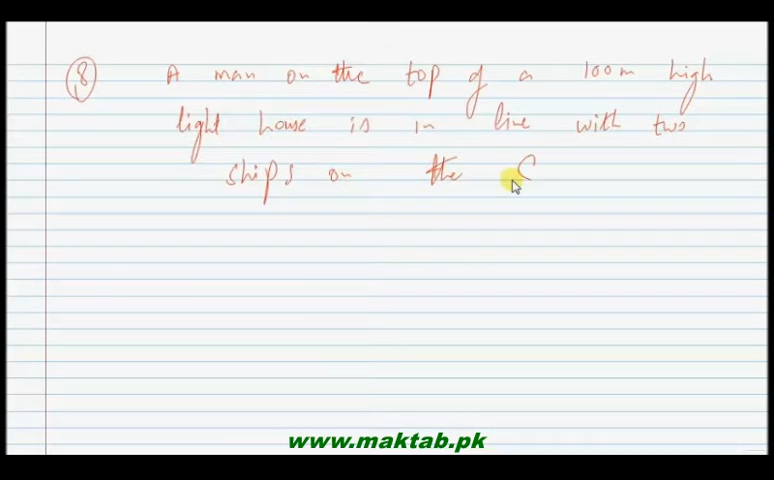 8 A man on the top of a 100m high
light house is in line with two
ships on the
www.maktab.pk